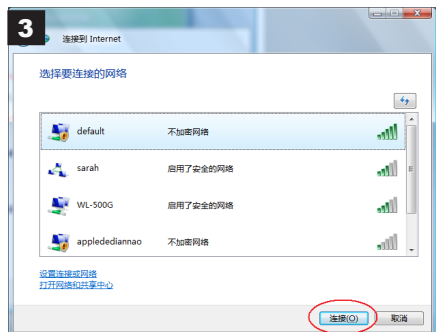 3
连接到 Internet
选择要连接的网络
default 不加密网络
sarah 启用了安全的网络
WL-500G 启用了安全的网络
applededіannao 不加密网络
设置连接或网络
打开网络和共享中心
连接(O) 取消